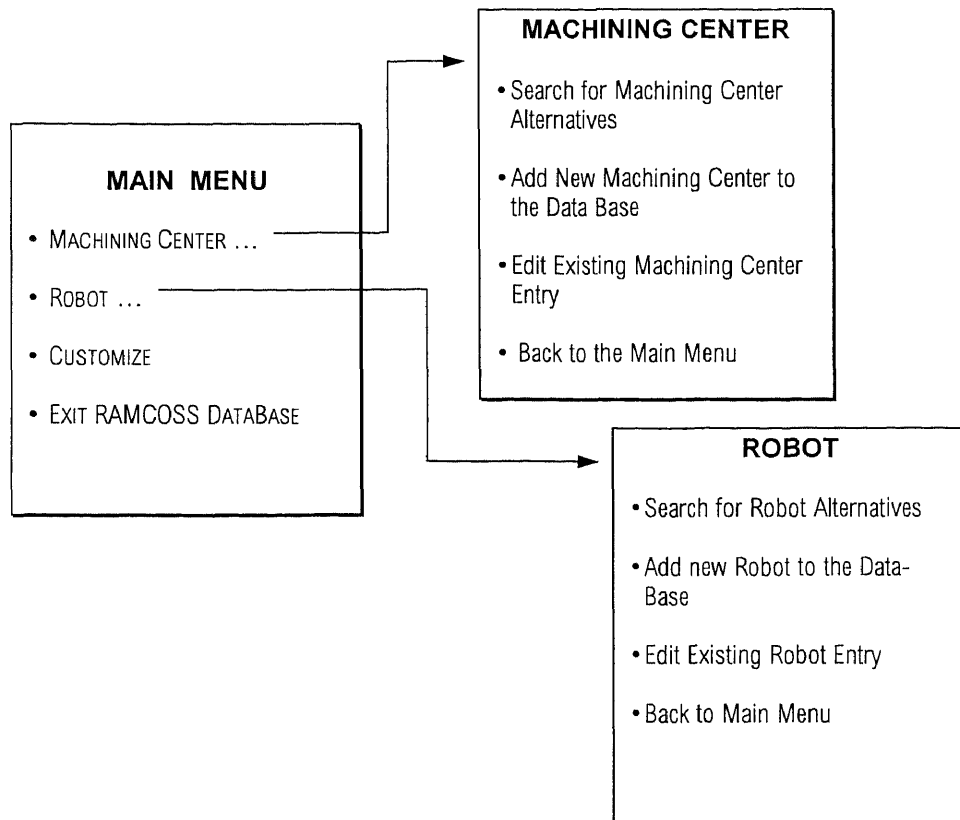 MAIN MENU
• MACHINING CENTER ...
• ROBOT ...
• CUSTOMIZE
• EXIT RAMCOSS DATABASE
MACHINING CENTER
• Search for Machining Center
Alternatives
• Add New Machining Center to
the Data Base
• Edit Existing Machining Center
Entry
• Back to the Main Menu
ROBOT
• Search for Robot Alternatives
• Add new Robot to the Data-
Base
• Edit Existing Robot Entry
• Back to Main Menu